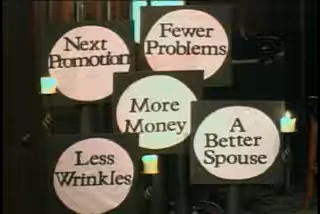 Next
Promotion
Fewer
Problems
More
Money
A
Better
Spouse
Less
Wrinkles